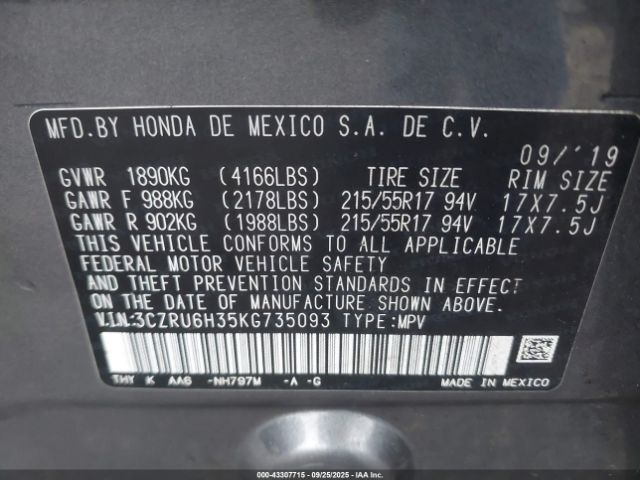 MFD.BY HONDA DE MEXICO S.A. DE C.V.
09/'19
GVWR 1890KG (4166LBS) TIRE SIZE RIM SIZE
GAWR F 988KG (2178LBS) 215/55R17 94V 17X7.5J
GAWR R 902KG (1988LBS) 215/55R17 94V 17X7.5J
THIS VEHICLE CONFORMS TO ALL APPLICABLE
FEDERAL MOTOR VEHICLE SAFETY
AND THEFT PREVENTION STANDARDS IN EFFECT
ON THE DATE OF MANUFACTURE SHOWN ABOVE.
V.I.N:3CZRU6H35KG735093 TYPE:MPV
THY K AA6 -NH797M -A -G
MADE IN MEXICO
000-43307715 - 09/25/2025 - IAAI.COM